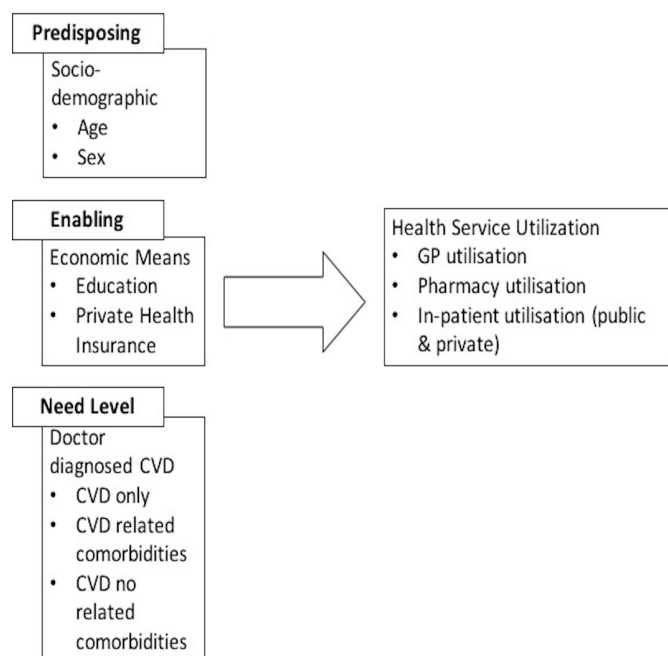 Predisposing
Socio-
demographic
• Age
• Sex
Enabling
Economic Means
• Education
• Private Health
Insurance
Health Service Utilization
• GP utilisation
• Pharmacy utilisation
• In-patient utilisation (public
& private)
Need Level
Doctor
diagnosed CVD
• CVD only
• CVD related
comorbidities
• CVD no
related
comorbidities